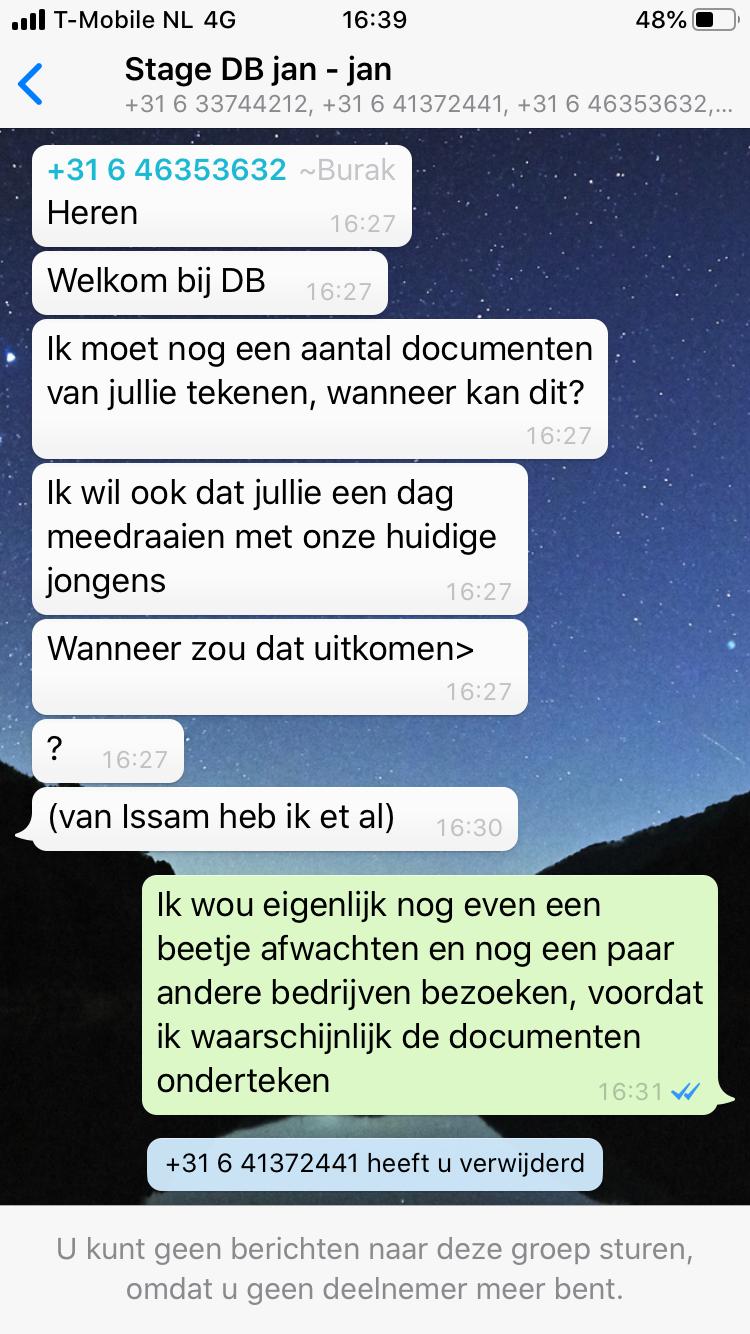 T-Mobile NL 4G 16:39 48%
Stage DB jan - jan
+31 6 33744212, +31 6 41372441, +31 6 46353632,...
+31 6 46353632 ~Burak
Heren 16:27
Welkom bij DB 16:27
Ik moet nog een aantal documenten
van jullie tekenen, wanneer kan dit?
16:27
Ik wil ook dat jullie een dag
meedraaien met onze huidige
jongens 16:27
Wanneer zou dat uitkomen>
16:27
? 16:27
(van Issam heb ik et al) 16:30
Ik wou eigenlijk nog even een
beetje afwachten en nog een paar
andere bedrijven bezoeken, voordat
ik waarschijnlijk de documenten
onderteken 16:31
+31 6 41372441 heeft u verwijderd
U kunt geen berichten naar deze groep sturen,
omdat u geen deelnemer meer bent.